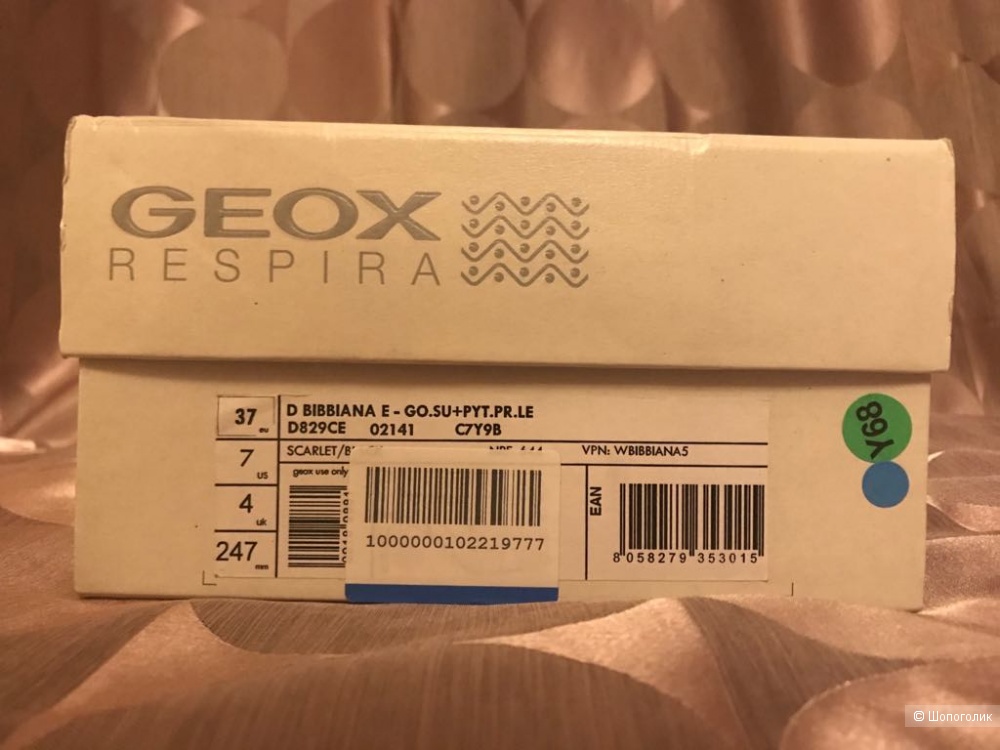 GEOX
RESPIRA
37 eu
D BIBBIANA E - GO.SU+PYT.PR.LE
D829CE 02141 C7Y9B
7 us
SCARLET/
VPN: WBIBBIANA5
geox use only
4 uk
247 mm
1000000102219777
EAN
8 058279 353015
Y68
© Шопоголик